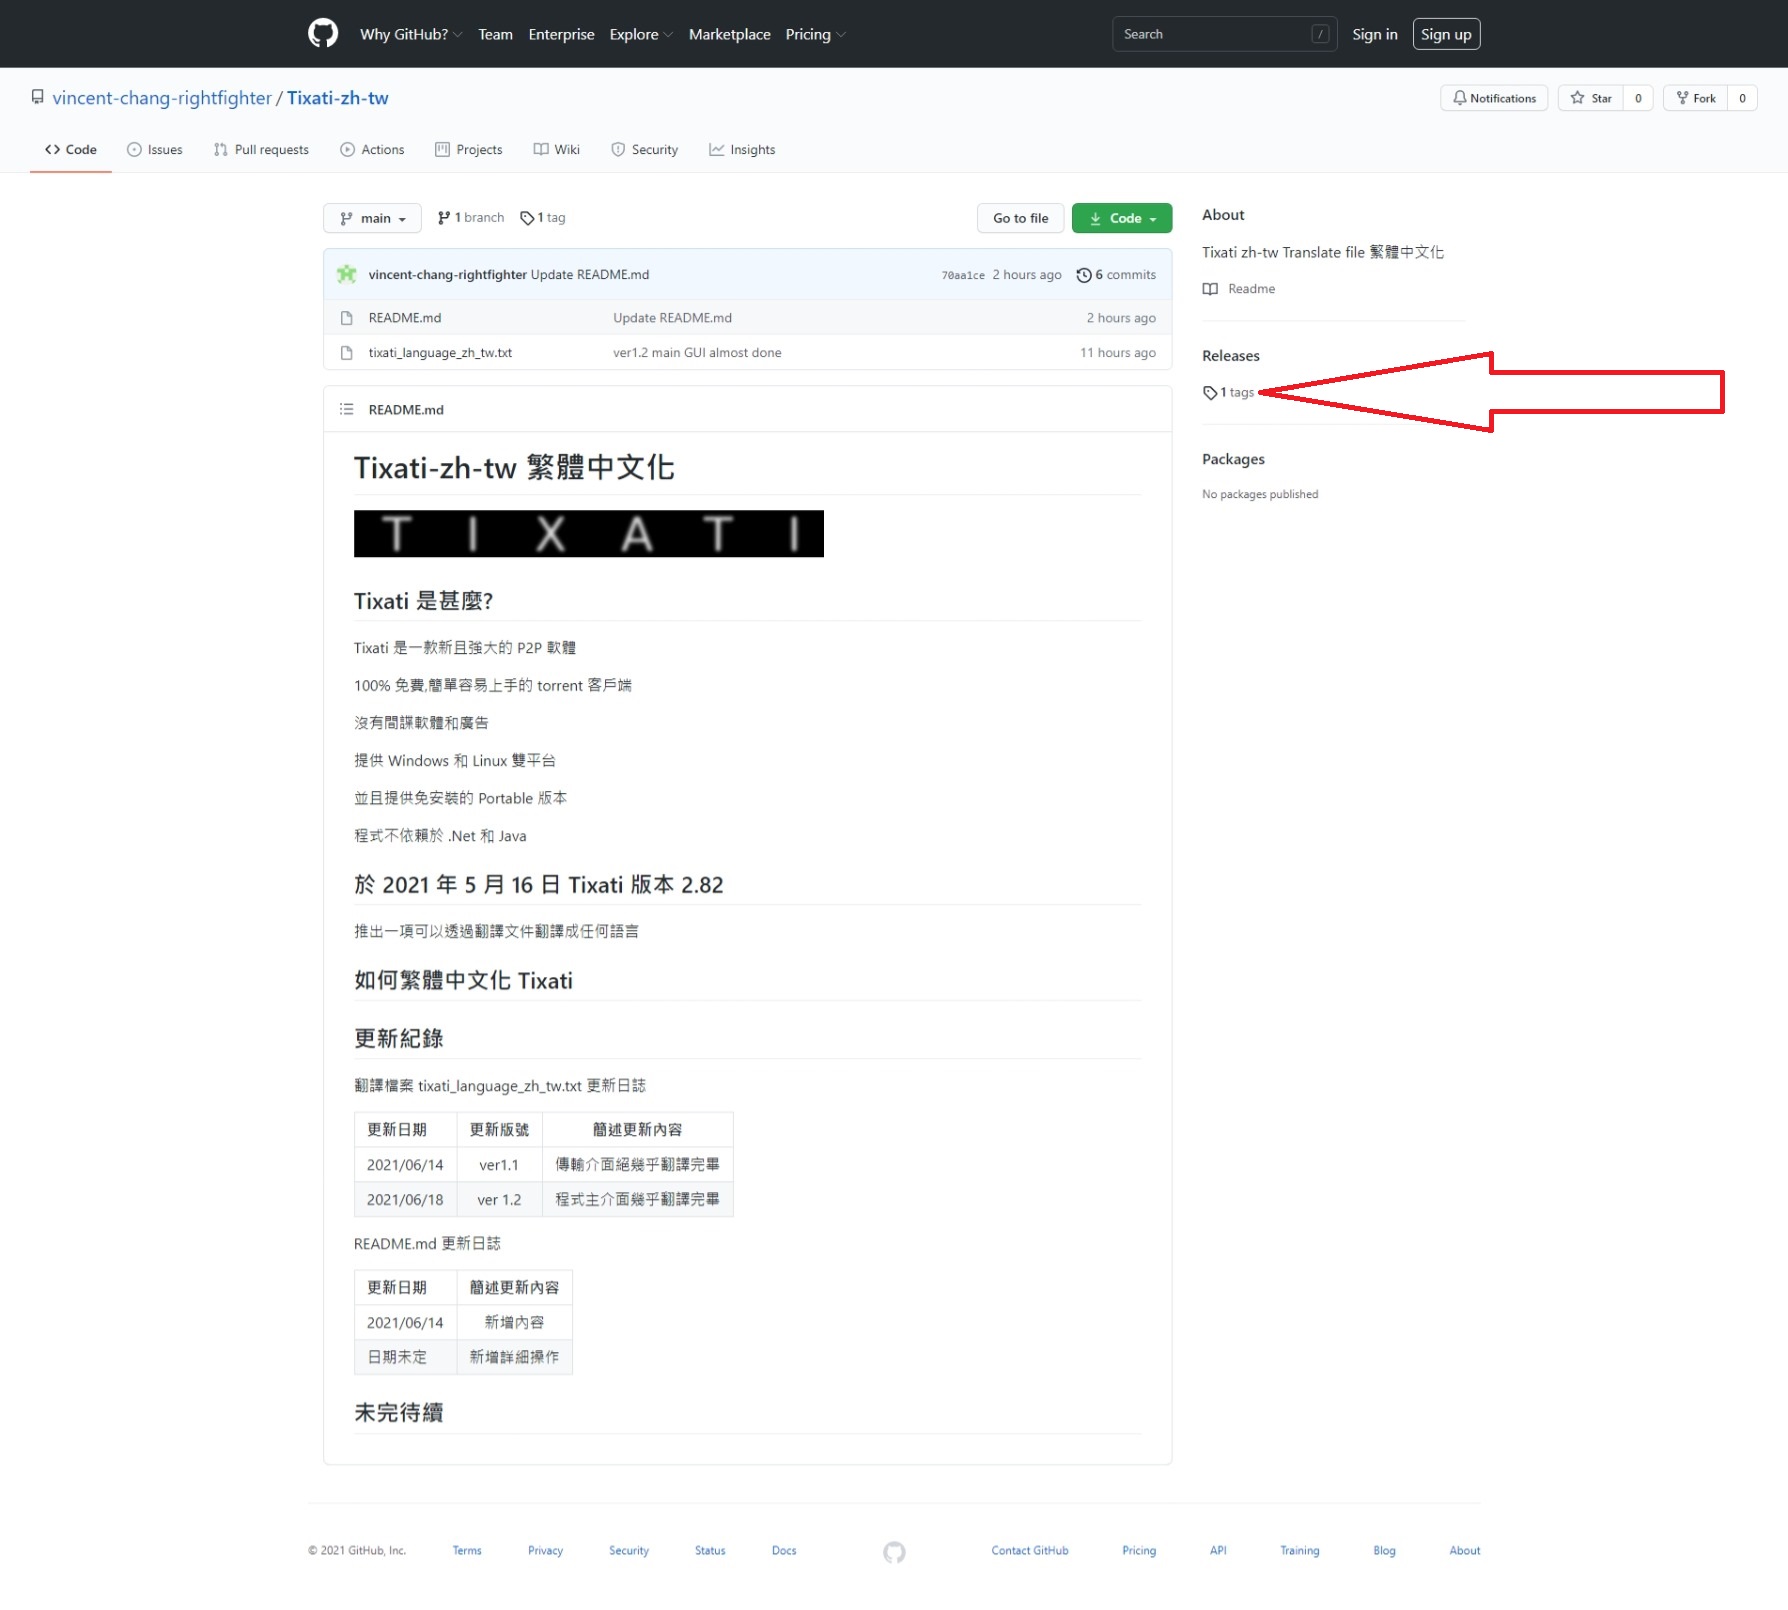 Why GitHub? Team Enterprise Explore Marketplace Pricing Search / Sign in Sign up
vincent-chang-rightfighter / Tixati-zh-tw Notifications Star 0 Fork 0
Code Issues Pull requests Actions Projects Wiki Security Insights
main 1 branch 1 tag Go to file Code
vincent-chang-rightfighter Update README.md 70aa1ce 2 hours ago 6 commits
README.md Update README.md 2 hours ago
tixati_language_zh_tw.txt ver1.2 main GUI almost done 11 hours ago
README.md
Tixati-zh-tw 繁體中文化
T I X A T I
Tixati 是甚麼?
Tixati 是一款新且強大的 P2P 軟體
100% 免費,簡單容易上手的 torrent 客戶端
沒有間諜軟體和廣告
提供 Windows 和 Linux 雙平台
並且提供免安裝的 Portable 版本
程式不依賴於 .Net 和 Java
於 2021 年 5 月 16 日 Tixati 版本 2.82
推出一項可以透過翻譯文件翻譯成任何語言
如何繁體中文化 Tixati
更新紀錄
翻譯檔案 tixati_language_zh_tw.txt 更新日誌
更新日期 更新版號 簡述更新內容
2021/06/14 ver1.1 傳輸介面絕幾乎翻譯完畢
2021/06/18 ver 1.2 程式主介面幾乎翻譯完畢
README.md 更新日誌
更新日期 簡述更新內容
2021/06/14 新增內容
日期未定 新增詳細操作
未完待續
About
Tixati zh-tw Translate file 繁體中文化
Readme
Releases
1 tags
Packages
No packages published
© 2021 GitHub, Inc. Terms Privacy Security Status Docs Contact GitHub Pricing API Training Blog About